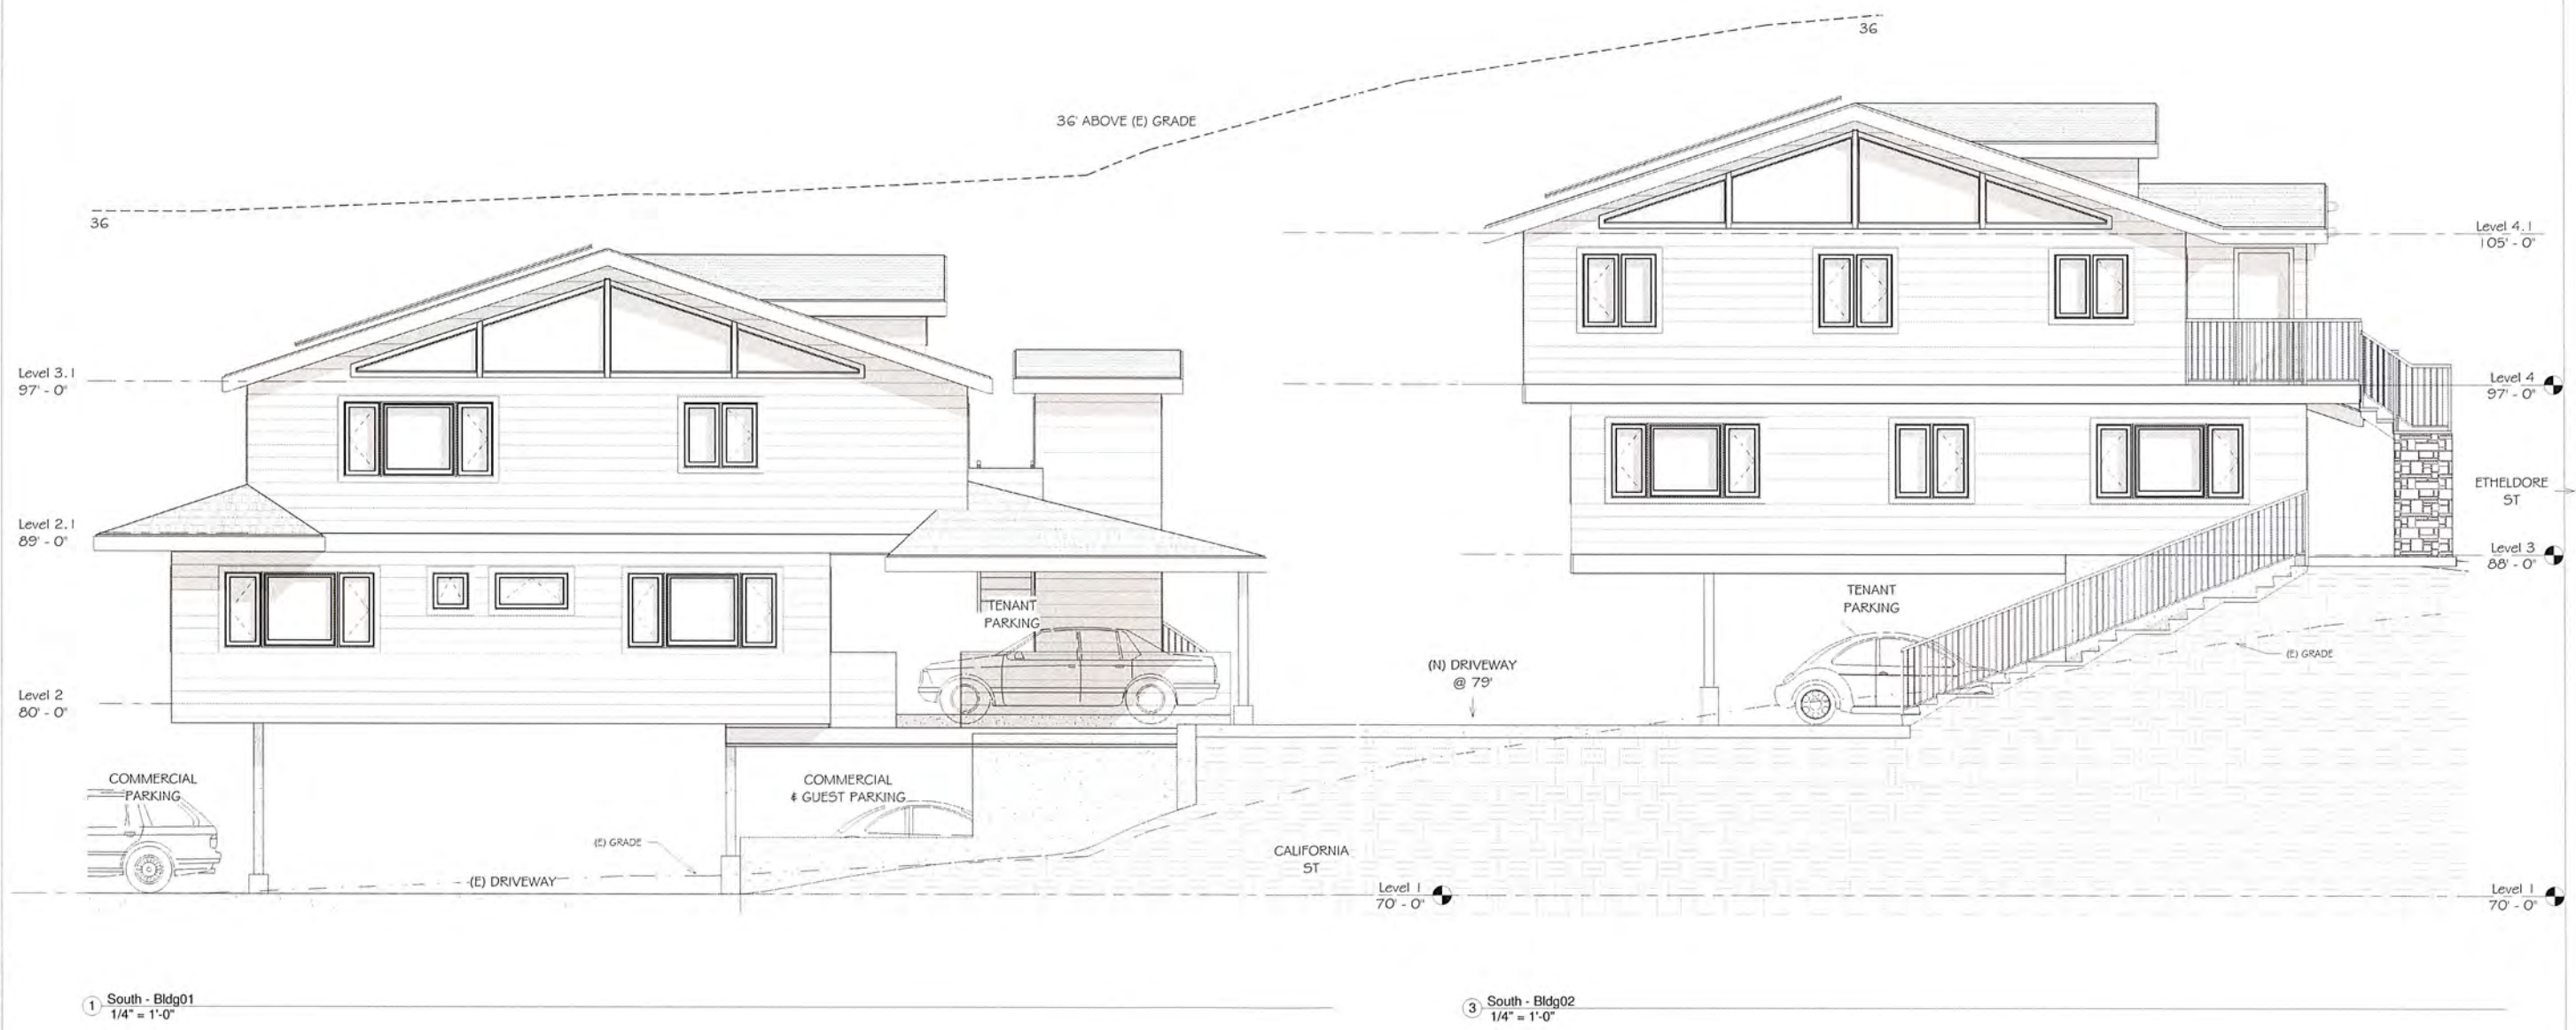 36
36' ABOVE (E) GRADE
36
Level 3.1
97' - 0"
Level 2.1
89' - 0"
Level 2
80' - 0"
COMMERCIAL
PARKING
(E) DRIVEWAY
(E) GRADE
COMMERCIAL
& GUEST PARKING
TENANT
PARKING
CALIFORNIA
ST
Level 1
70' - 0"
(N) DRIVEWAY
@ 79'
TENANT
PARKING
(E) GRADE
Level 4.1
105' - 0"
Level 4
97' - 0"
ETHELDORE
ST
Level 3
88' - 0"
Level 1
70' - 0"
1 South - Bldg01
1/4" = 1'-0"
3 South - Bldg02
1/4" = 1'-0"